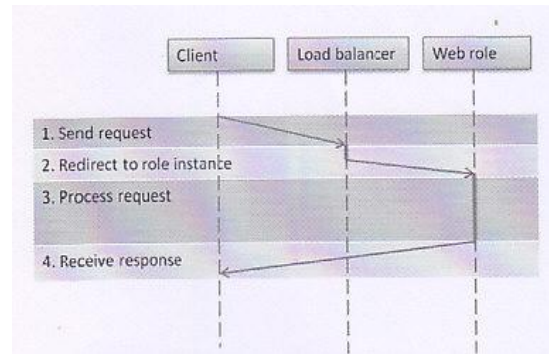 Client
Load balancer
Web role
1. Send request
2. Redirect to role instance
3. Process request
4. Receive response